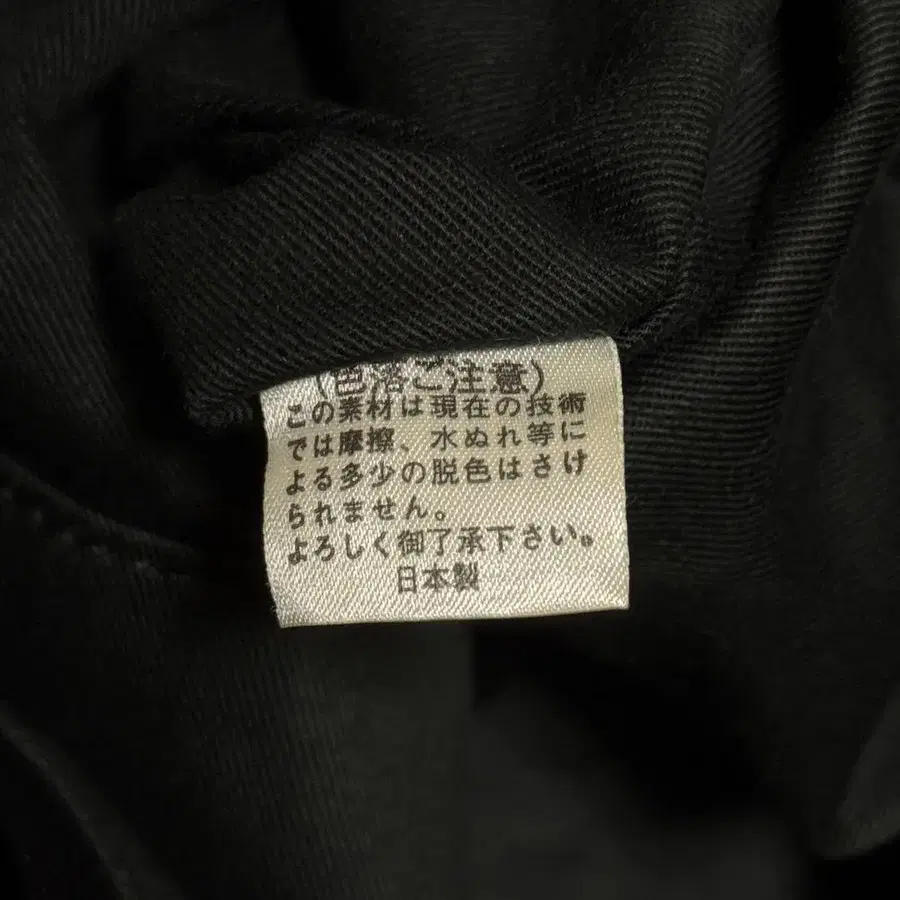 (色落ご注意)
この素材は現在の技術
では摩擦、水ぬれ等に
よる多少の脱色はさけ
られません。
よろしく御了承下さい。
日本製